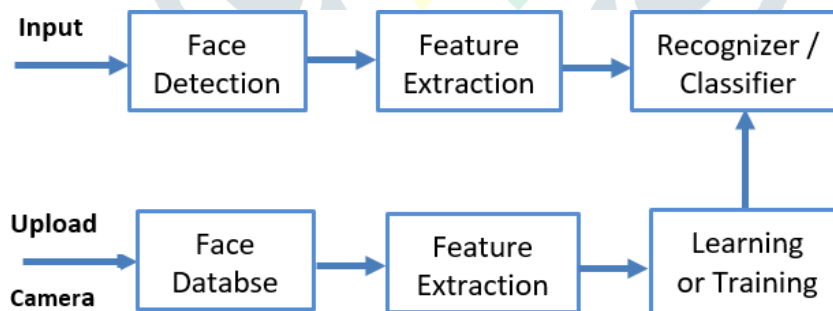 Input
Face
Detection
Feature
Extraction
Recognizer /
Classifier
Upload
Camera
Face
Databse
Feature
Extraction
Learning
or Training